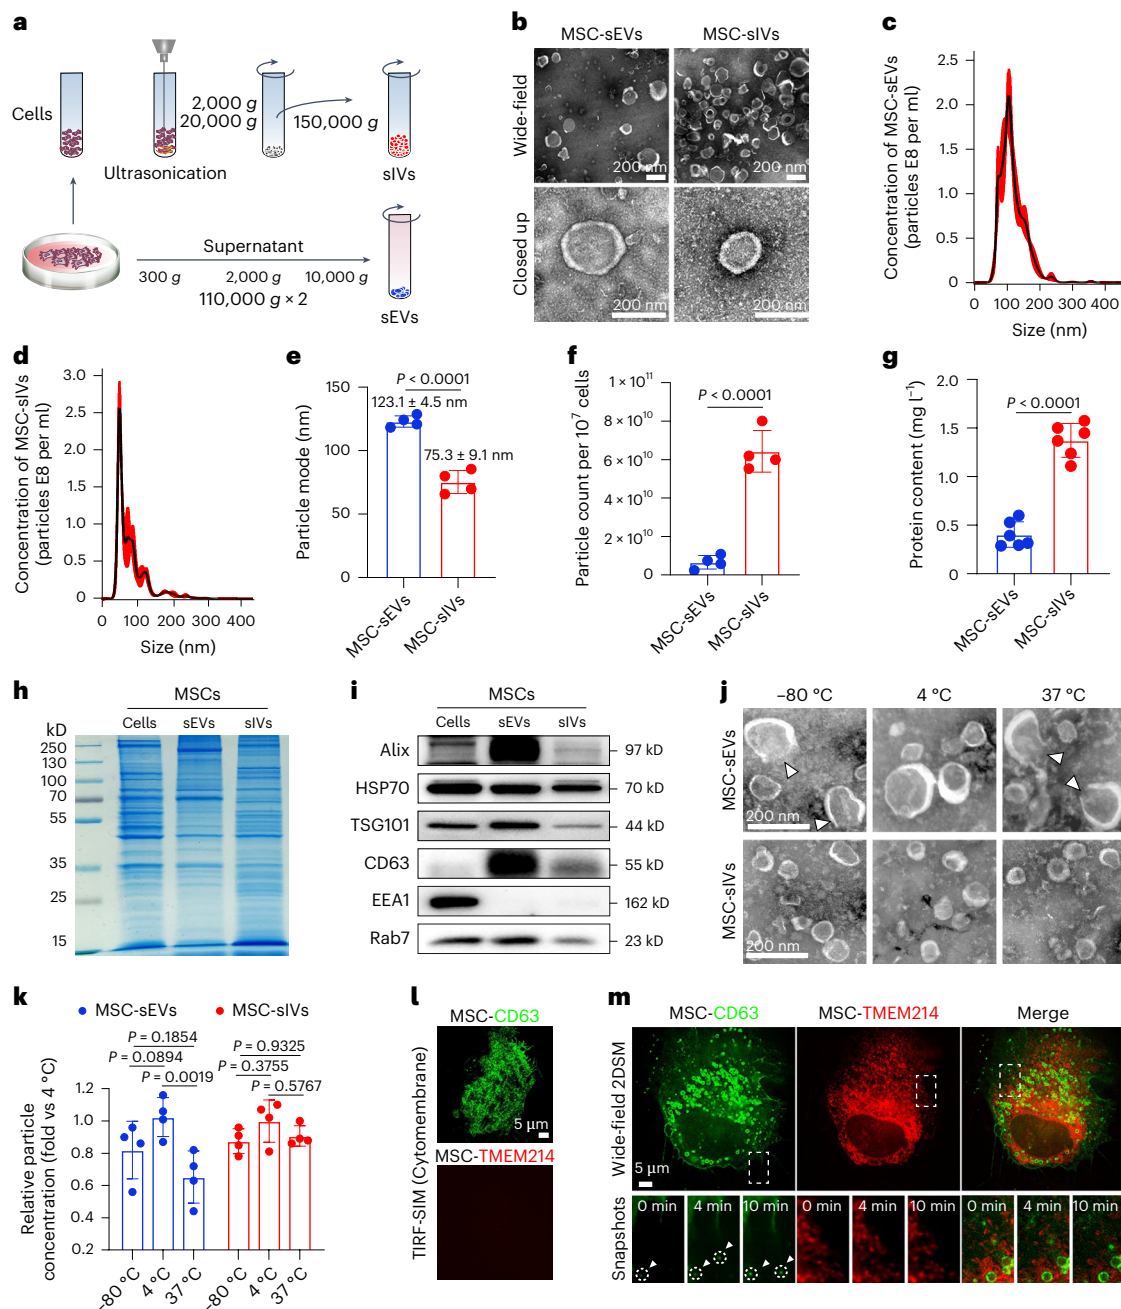 a
Cells
Ultrasonication
2,000 g
20,000 g
150,000 g
sIVs
Supernatant
300 g 2,000 g 10,000 g
110,000 g × 2
sEVs
b
MSC-sEVs MSC-sIVs
Wide-field
200 nm 200 nm
Closed up
200 nm 200 nm
c
Concentration of MSC-sEVs
(particles E8 per ml)
2.5
2.0
1.5
1.0
0.5
0
0 100 200 300 400
Size (nm)
d
Concentration of MSC-sIVs
(particles E8 per ml)
3.0
2.5
2.0
1.5
1.0
0.5
0
0 100 200 300 400
Size (nm)
e
Particle mode (nm)
150
100
50
0
P < 0.0001
123.1 ± 4.5 nm
75.3 ± 9.1 nm
MSC-sEVs
MSC-sIVs
f
Particle count per 10⁷ cells
1 × 10¹¹
8 × 10¹⁰
6 × 10¹⁰
4 × 10¹⁰
2 × 10¹⁰
0
P < 0.0001
MSC-sEVs
MSC-sIVs
g
Protein content (mg l⁻¹)
2.0
1.5
1.0
0.5
0
P < 0.0001
MSC-sEVs
MSC-sIVs
h
MSCs
kD Cells sEVs sIVs
250
130
100
70
55
35
25
15
i
MSCs
Cells sEVs sIVs
Alix 97 kD
HSP70 70 kD
TSG101 44 kD
CD63 55 kD
EEA1 162 kD
Rab7 23 kD
j
–80 °C 4 °C 37 °C
MSC-sEVs
200 nm
MSC-sIVs
200 nm
k
MSC-sEVs MSC-sIVs
P = 0.1854
P = 0.0894
P = 0.0019
P = 0.9325
P = 0.3755
P = 0.5767
Relative particle
concentration (fold vs 4 °C)
1.2
1.0
0.8
0.6
0.4
0.2
–80 °C 4 °C 37 °C –80 °C 4 °C 37 °C
l
MSC-CD63
5 µm
MSC-TMEM214
TIRF-SIM (Cytomembrane)
m
MSC-CD63 MSC-TMEM214 Merge
Wide-field 2DSM
5 µm
Snapshots
0 min 4 min 10 min 0 min 4 min 10 min 0 min 4 min 10 min